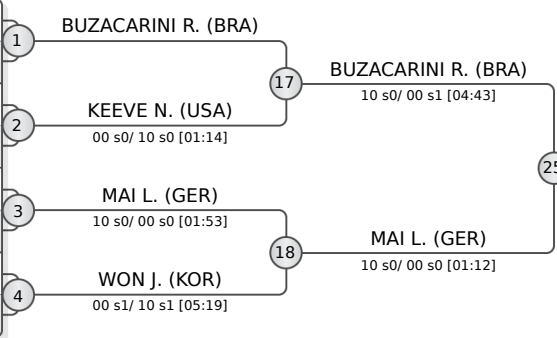 BUZACARINI R. (BRA)
1
17
BUZACARINI R. (BRA)
10 s0/ 00 s1 [04:43]
KEEVE N. (USA)
2
00 s0/ 10 s0 [01:14]
25
MAI L. (GER)
3
10 s0/ 00 s0 [01:53]
18
MAI L. (GER)
10 s0/ 00 s0 [01:12]
WON J. (KOR)
4
00 s1/ 10 s1 [05:19]